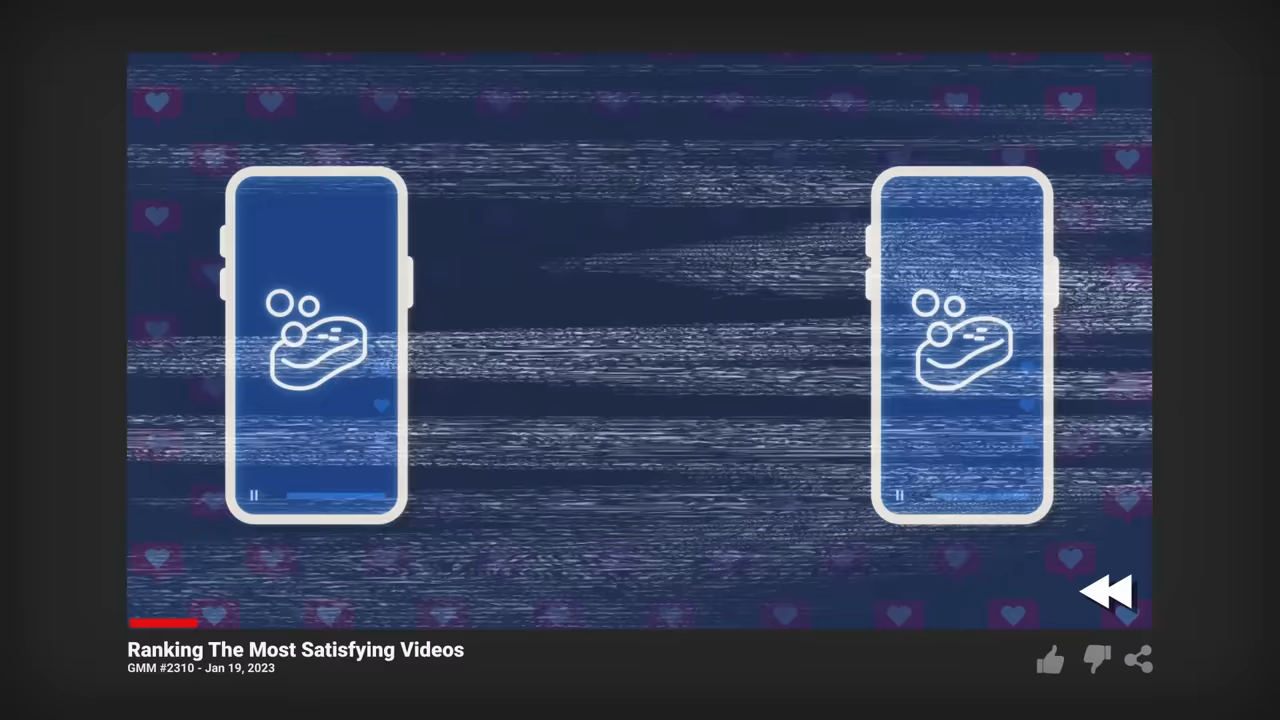 Ranking The Most Satisfying Videos
GMM #2310 - Jan 19, 2023